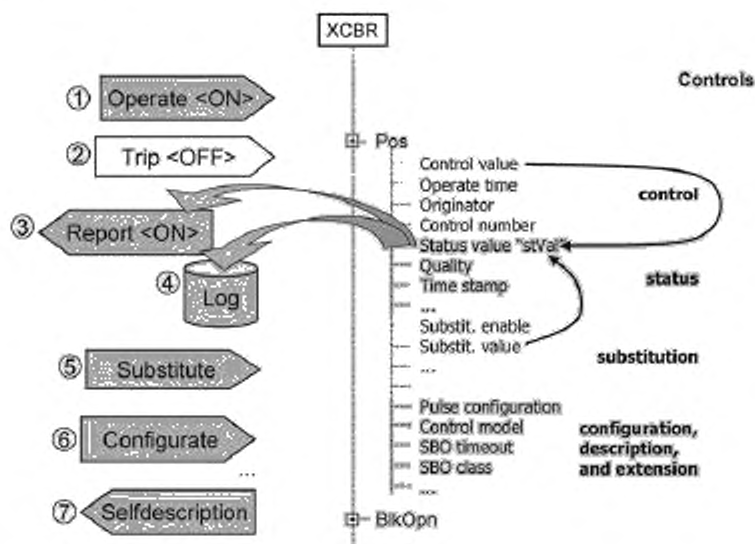 XCBR
Controls
① Operate <ON>
② Trip <OFF>
③ Report <ON>
④ Log
⑤ Substitute
⑥ Configurate
...
⑦ Selfdescription
Pos
Control value
Operate time
Originator
Control number
Status value "stVal"
Quality
Time stamp
...
Substit. enable
Substit. value
...
Pulse configuration
Control model
SBO timeout
SBO class
....
BlkOpn
control
status
substitution
configuration,
description,
and extension